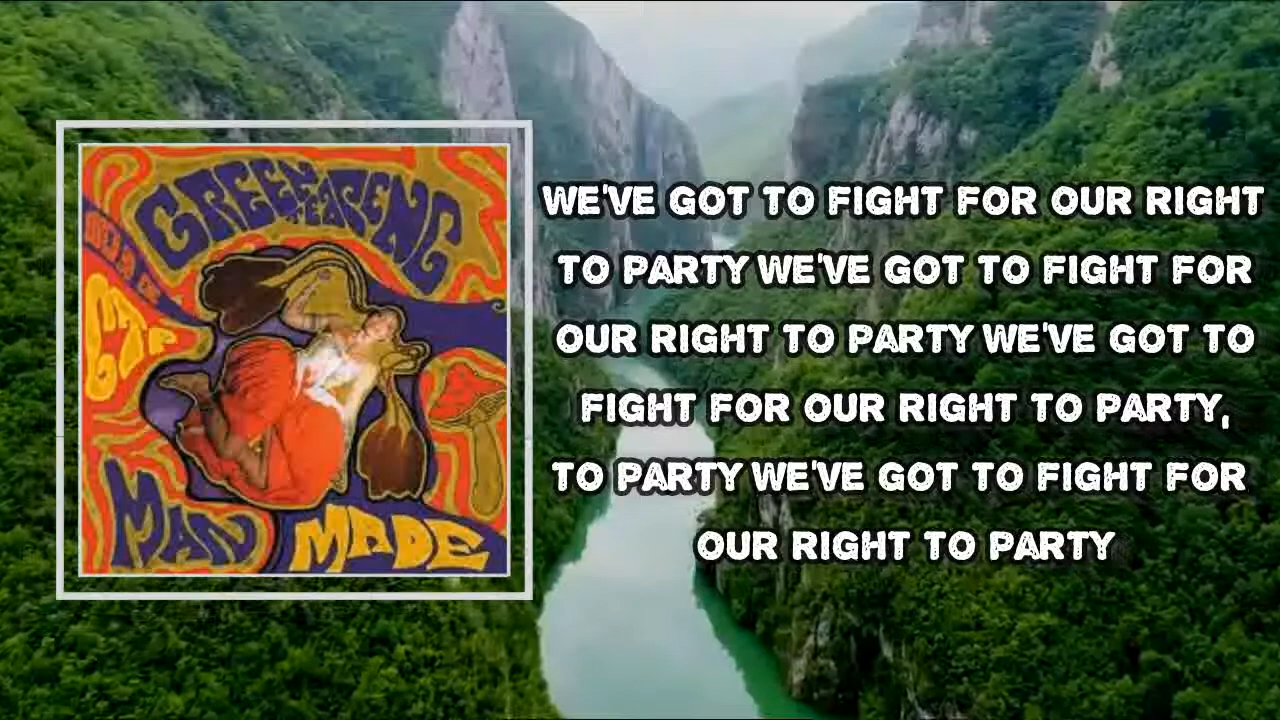 GREENTEA PENG
MAN
MADE
WE'VE GOT TO FIGHT FOR OUR RIGHT
TO PARTY WE'VE GOT TO FIGHT FOR
OUR RIGHT TO PARTY WE'VE GOT TO
FIGHT FOR OUR RIGHT TO PARTY,
TO PARTY WE'VE GOT TO FIGHT FOR
OUR RIGHT TO PARTY